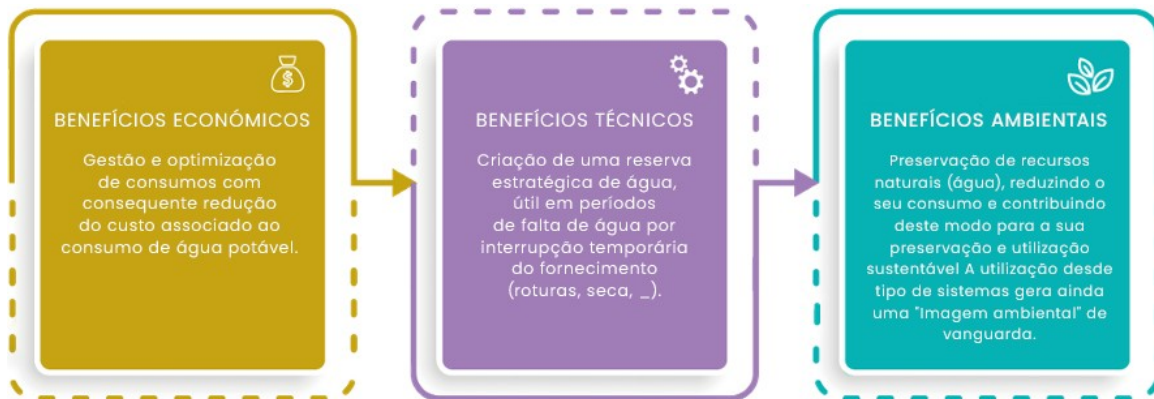 BENEFÍCIOS ECONÓMICOS
Gestão e optimização
de consumos com
consequente redução
do custo associado ao
consumo de água potável.
BENEFÍCIOS TÉCNICOS
Criação de uma reserva
estratégica de água,
útil em períodos
de falta de água por
interrupção temporária
do fornecimento
(roturas, seca, _).
BENEFÍCIOS AMBIENTAIS
Preservação de recursos
naturais (água), reduzindo o
seu consumo e contribuindo
deste modo para a sua
preservação e utilização
sustentável A utilização desde
tipo de sistemas gera ainda
uma "Imagem ambiental" de
vanguarda.